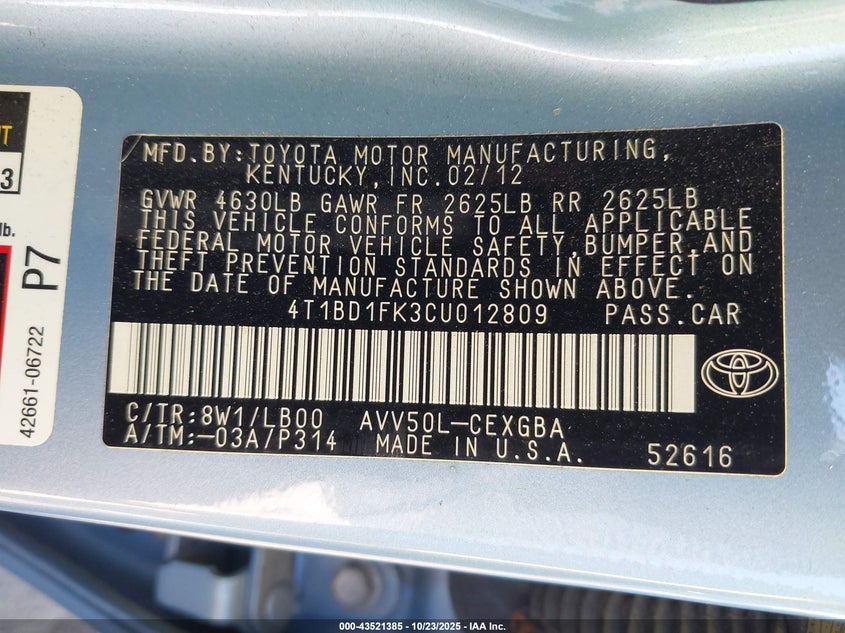 MFD.BY:TOYOTA MOTOR MANUFACTURING,
KENTUCKY,INC.02/12
GVWR 4630LB GAWR FR 2625LB RR 2625LB
THIS VEHICLE CONFORMS TO ALL APPLICABLE
FEDERAL MOTOR VEHICLE SAFETY,BUMPER,AND
THEFT PREVENTION STANDARDS IN EFFECT ON
THE DATE OF MANUFACTURE SHOWN ABOVE.
4T1BD1FK3CU012809 PASS.CAR
C/TR:8W1/LB00 AVV50L-CEXGBA
A/TM:-03A/P314 MADE IN U.S.A. 52616
3
lb.
P7
42661-06722
000-43521385 - 10/23/2025 - IAA Inc.